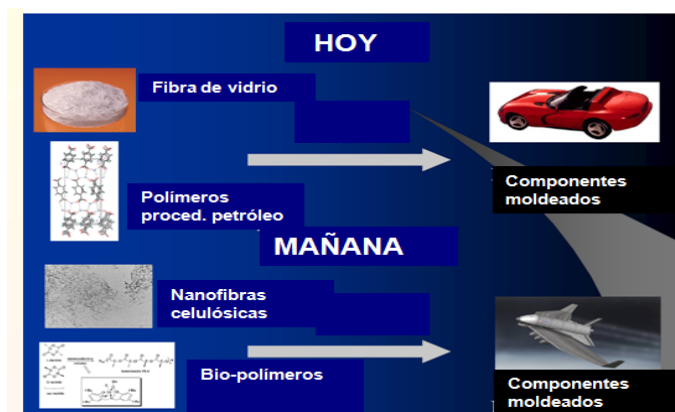 HOY
Fibra de vidrio
Polímeros
proced. petróleo
Componentes
moldeados
MAÑANA
Nanofibras
celulósicas
Bio-polímeros
Componentes
moldeados